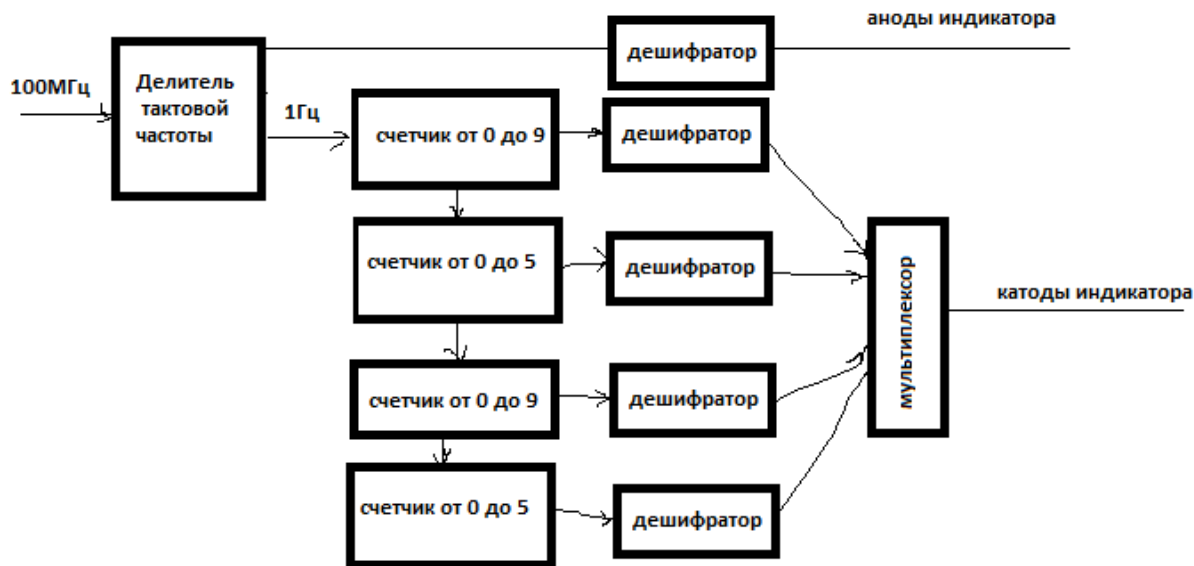 аноды индикатора
дешифратор
100МГц
Делитель
тактовой
частоты
1Гц
счетчик от 0 до 9
дешифратор
счетчик от 0 до 5
дешифратор
мультиплексор
катоды индикатора
счетчик от 0 до 9
дешифратор
счетчик от 0 до 5
дешифратор